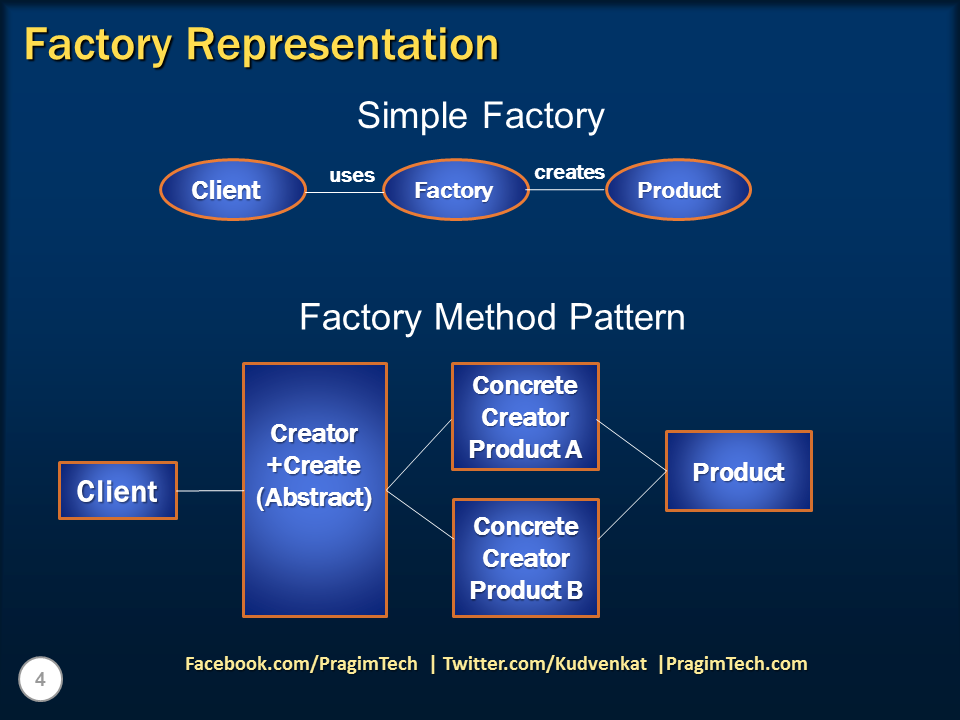 Factory Representation
Simple Factory
Client
uses
Factory
creates
Product
Factory Method Pattern
Client
Creator
+Create
(Abstract)
Concrete
Creator
Product A
Concrete
Creator
Product B
Product
4
Facebook.com/PragimTech | Twitter.com/Kudvenkat |PragimTech.com